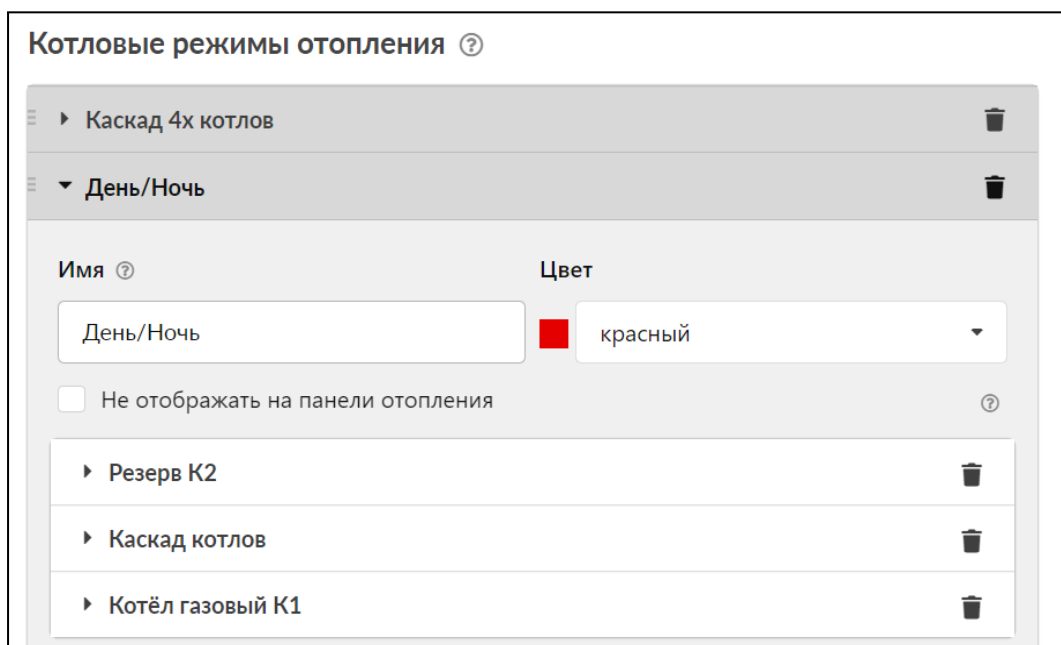 Котловые режимы отопления
Каскад 4х котлов
День/Ночь
Имя Цвет
День/Ночь красный
Не отображать на панели отопления
Резерв К2
Каскад котлов
Котёл газовый К1